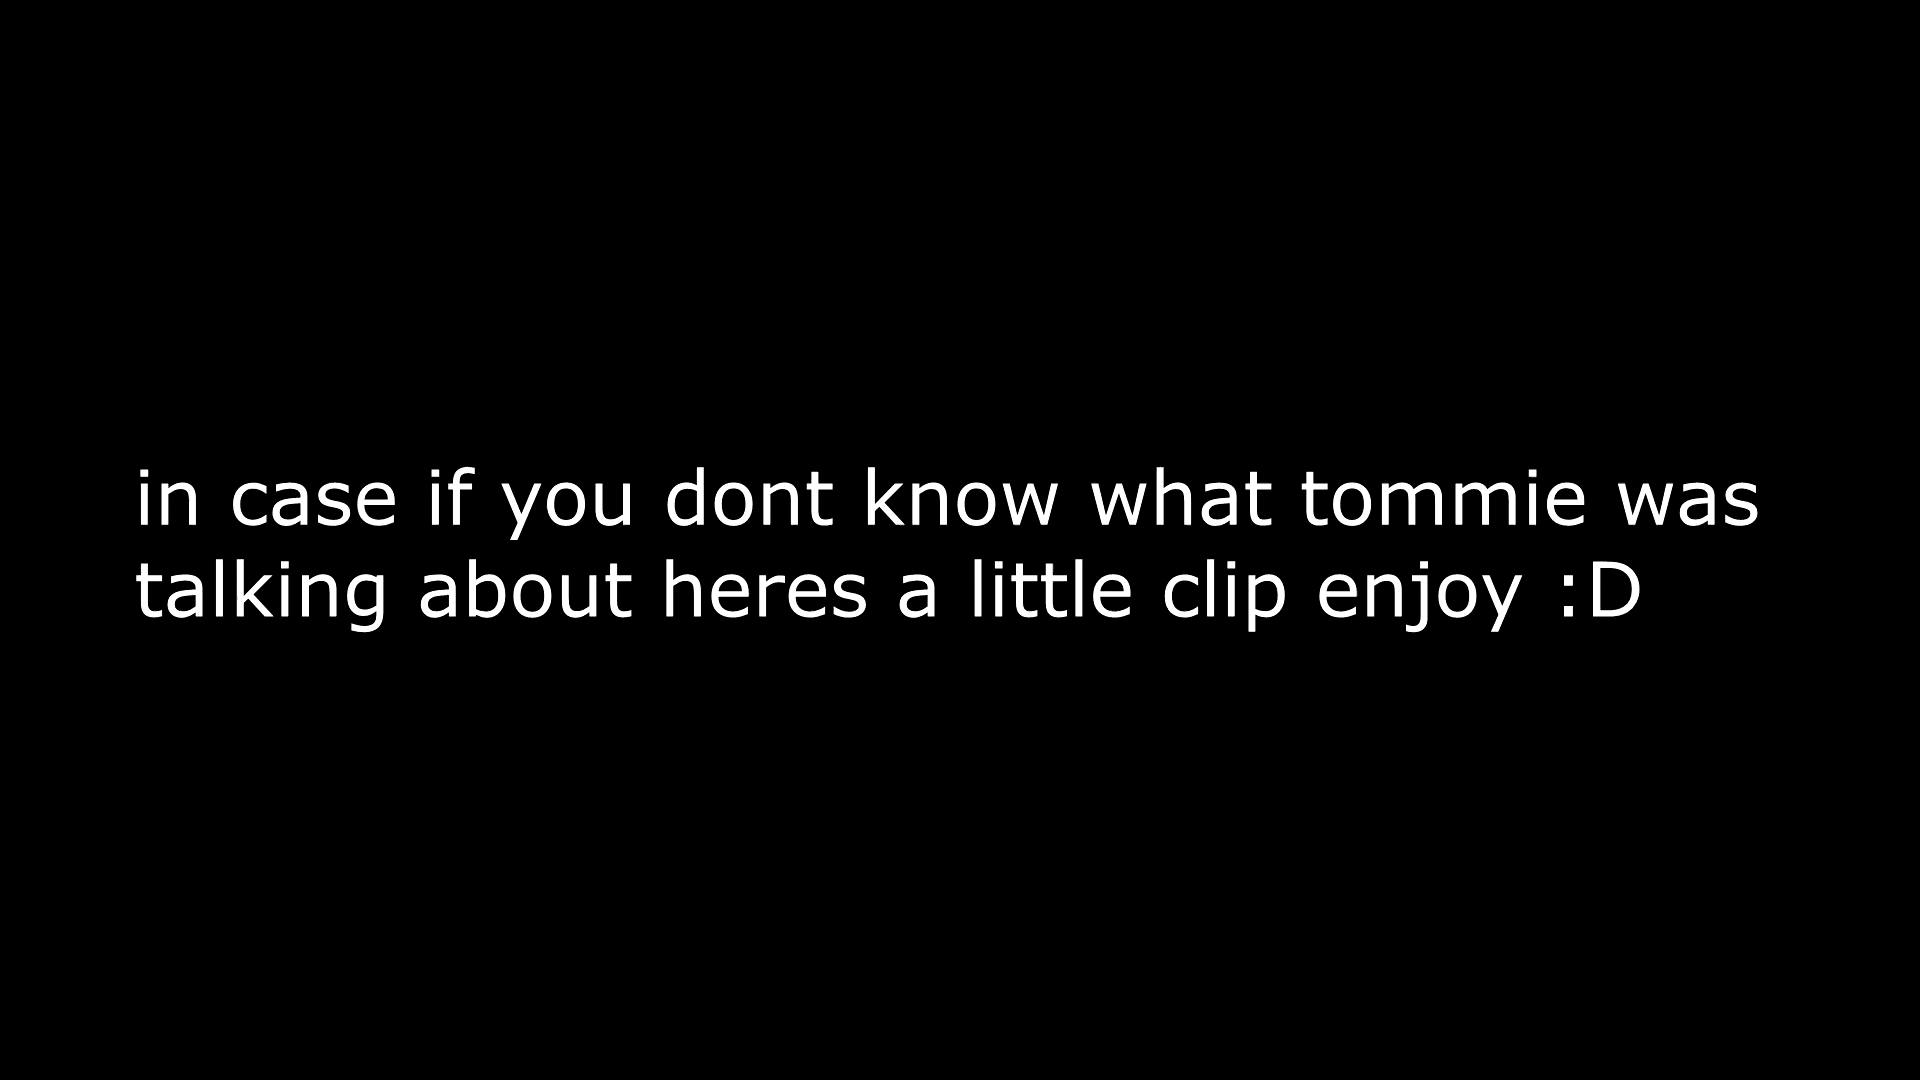 in case if you dont know what tommie was
talking about heres a little clip enjoy :D